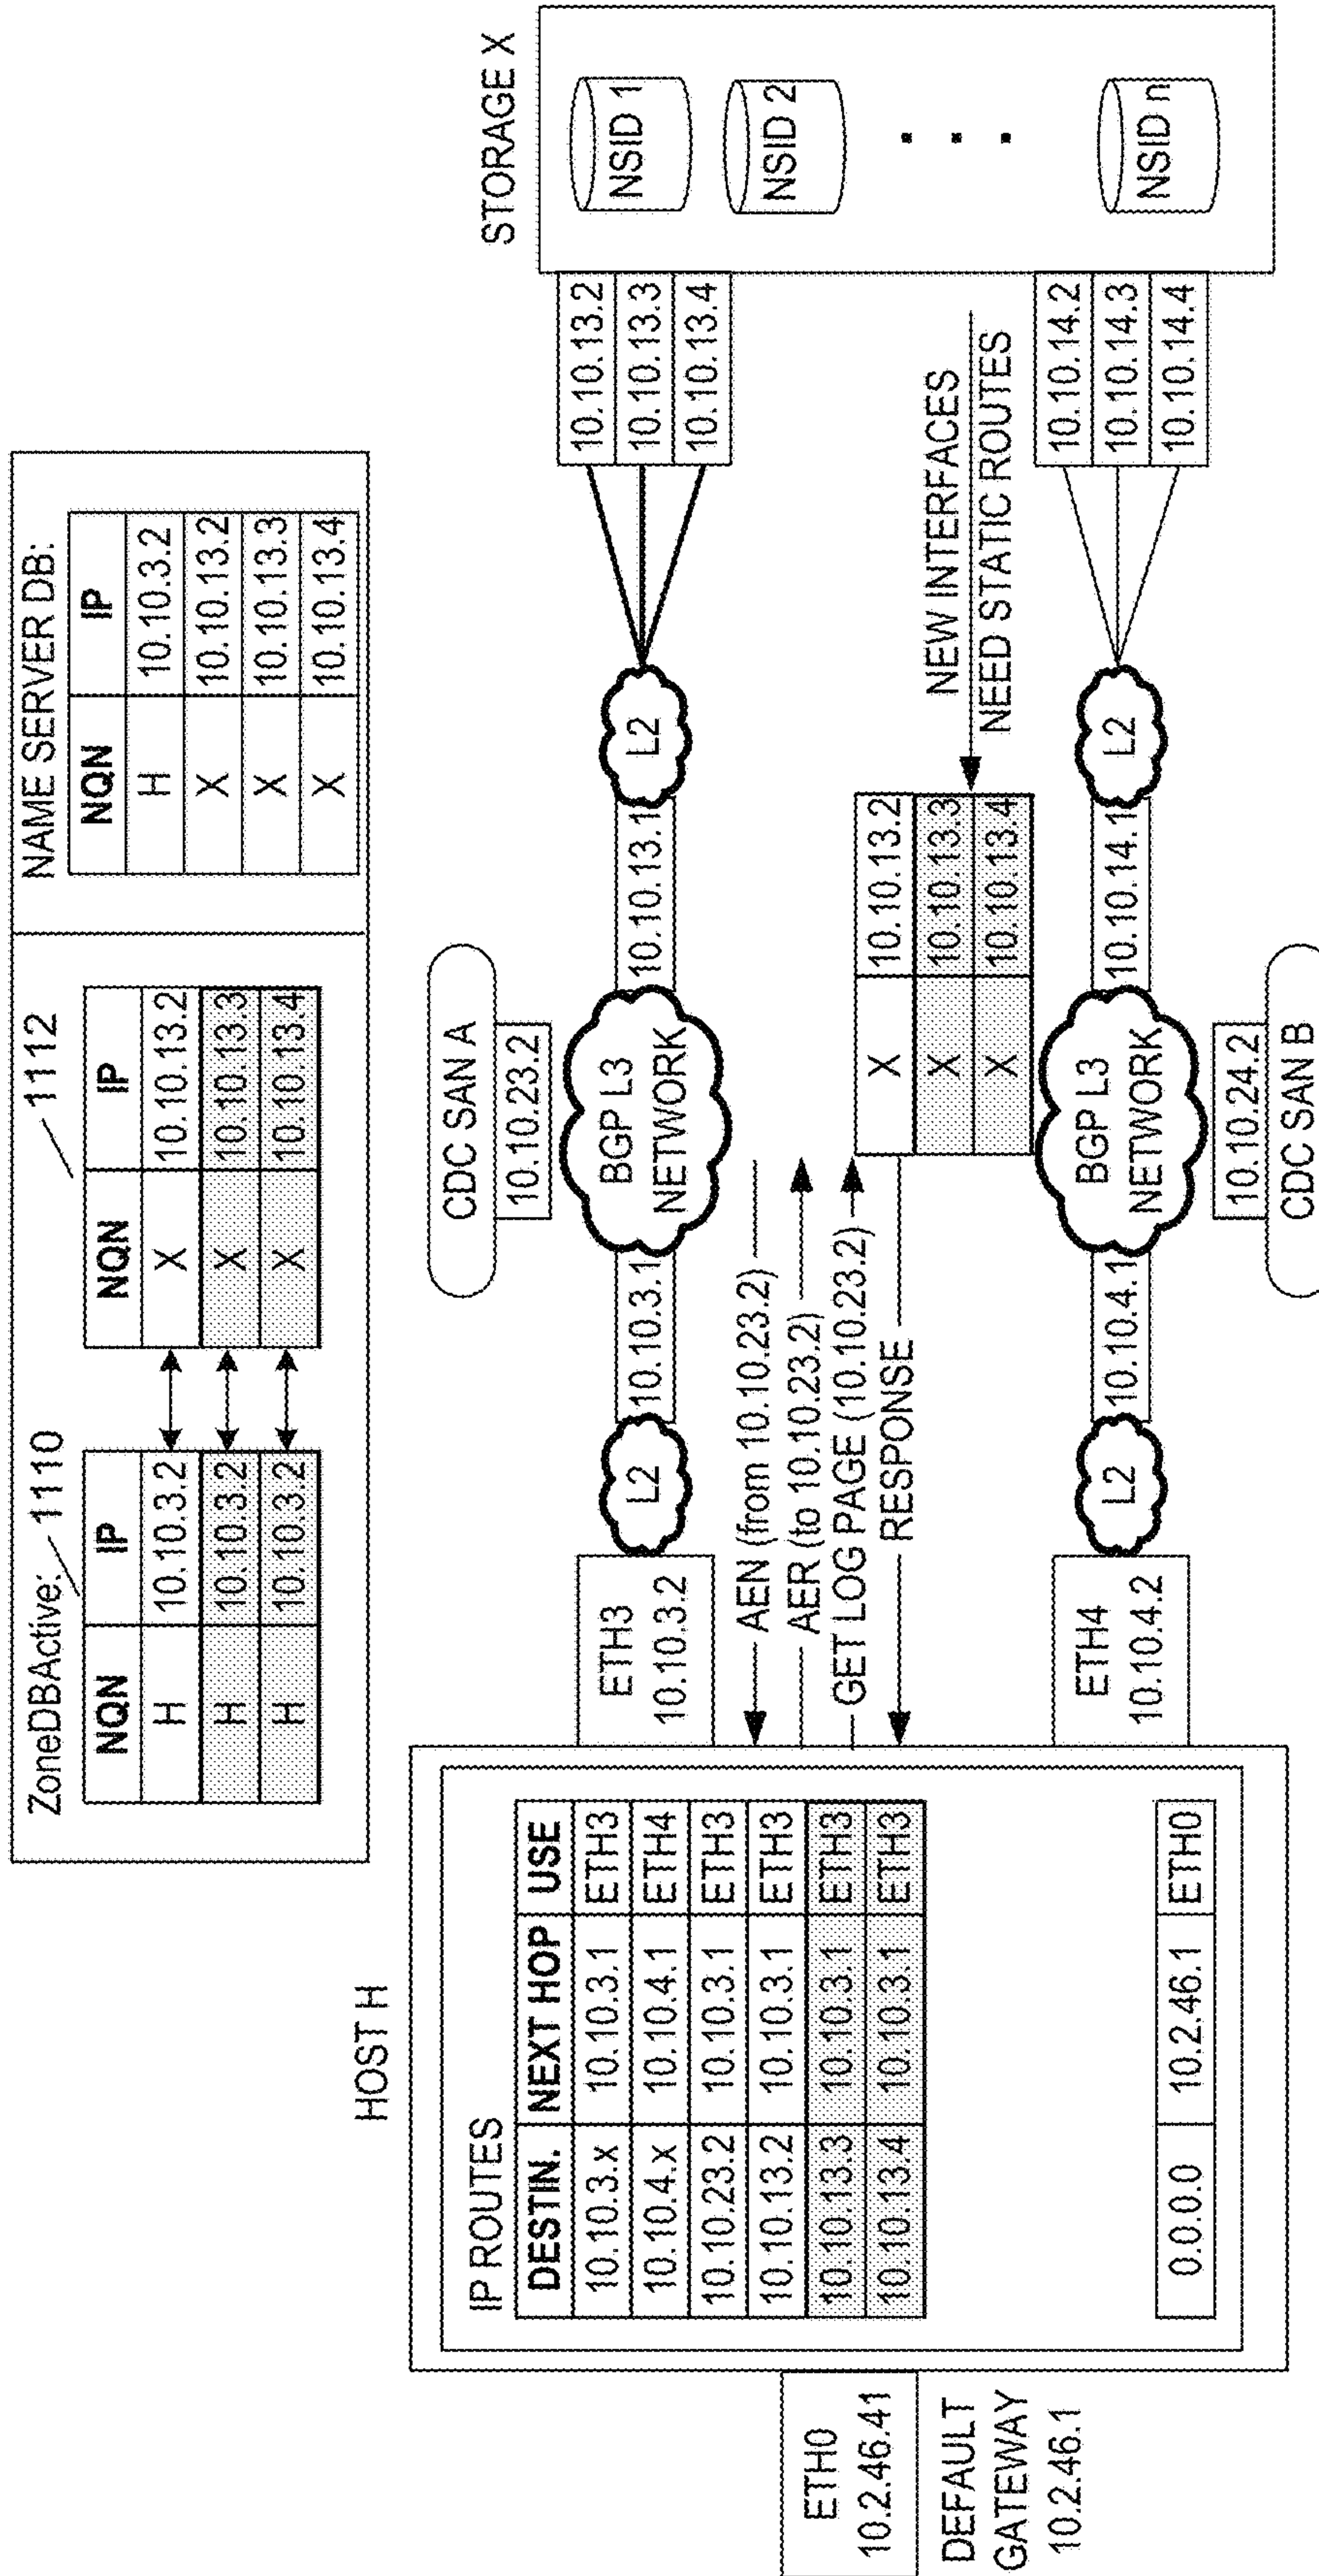 ZoneDBActive:
1110
NQN IP
H 10.10.3.2
H 10.10.3.2
H 10.10.3.2
1112
NQN IP
X 10.10.13.2
X 10.10.13.3
X 10.10.13.4
NAME SERVER DB:
NQN IP
H 10.10.3.2
X 10.10.13.2
X 10.10.13.3
X 10.10.13.4
HOST H
IP ROUTES
DESTIN. NEXT HOP USE
10.10.3.x 10.10.3.1 ETH3
10.10.4.x 10.10.4.1 ETH4
10.10.23.2 10.10.3.1 ETH3
10.10.13.2 10.10.3.1 ETH3
10.10.13.3 10.10.3.1 ETH3
10.10.13.4 10.10.3.1 ETH3
0.0.0.0 10.2.46.1 ETH0
ETH0
10.2.46.41
DEFAULT
GATEWAY
10.2.46.1
ETH3
10.10.3.2
L2
10.10.3.1
CDC SAN A
10.10.23.2
BGP L3
NETWORK
10.10.13.1
L2
10.10.13.2
10.10.13.3
10.10.13.4
STORAGE X
NSID 1
NSID 2
NSID n
AEN (from 10.10.23.2)
AER (to 10.10.23.2)
GET LOG PAGE (10.10.23.2)
RESPONSE
X 10.10.13.2
X 10.10.13.3
X 10.10.13.4
NEW INTERFACES
NEED STATIC ROUTES
ETH4
10.10.4.2
L2
10.10.4.1
BGP L3
NETWORK
10.10.24.2
CDC SAN B
10.10.14.1
L2
10.10.14.2
10.10.14.3
10.10.14.4